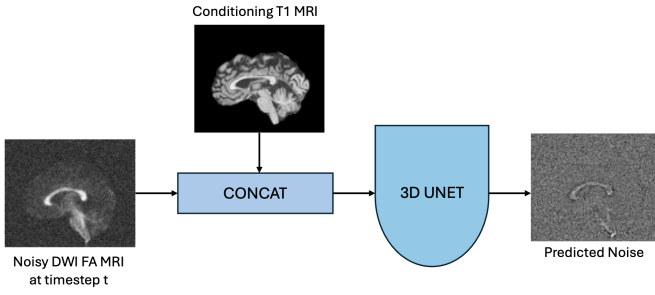 Conditioning T1 MRI
CONCAT
3D UNET
Noisy DWI FA MRI
at timestep t
Predicted Noise